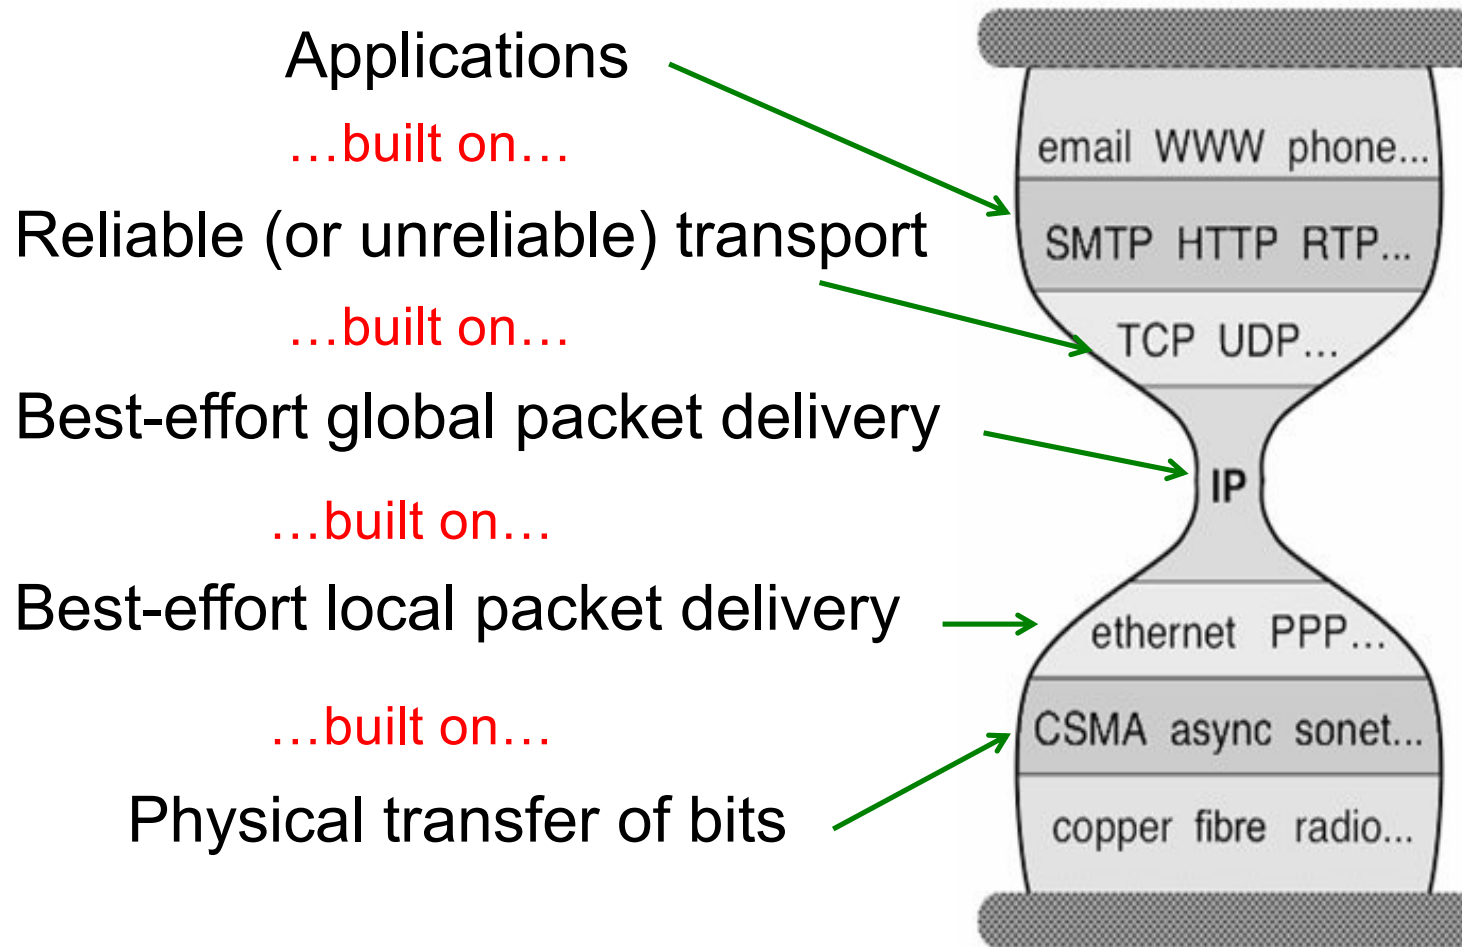 Applications
…built on…
Reliable (or unreliable) transport
…built on…
Best-effort global packet delivery
…built on…
Best-effort local packet delivery
…built on…
Physical transfer of bits
email WWW phone...
SMTP HTTP RTP...
TCP UDP...
IP
ethernet PPP...
CSMA async sonet...
copper fibre radio...